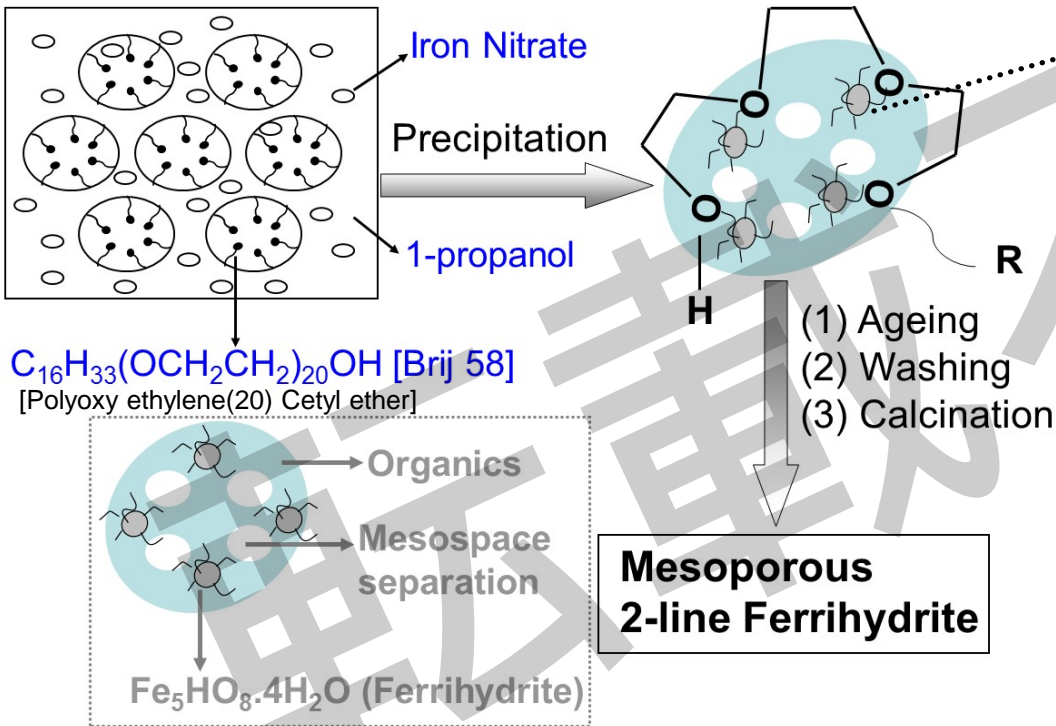 Iron Nitrate
Precipitation
1-propanol
C₁₆H₃₃(OCH₂CH₂)₂₀OH [Brij 58]
[Polyoxy ethylene(20) Cetyl ether]
O
O
O
O
H
R
(1) Ageing
(2) Washing
(3) Calcination
Organics
Mesospace
separation
Fe₅HO₈.4H₂O (Ferrihydrite)
Mesoporous
2-line Ferrihydrite